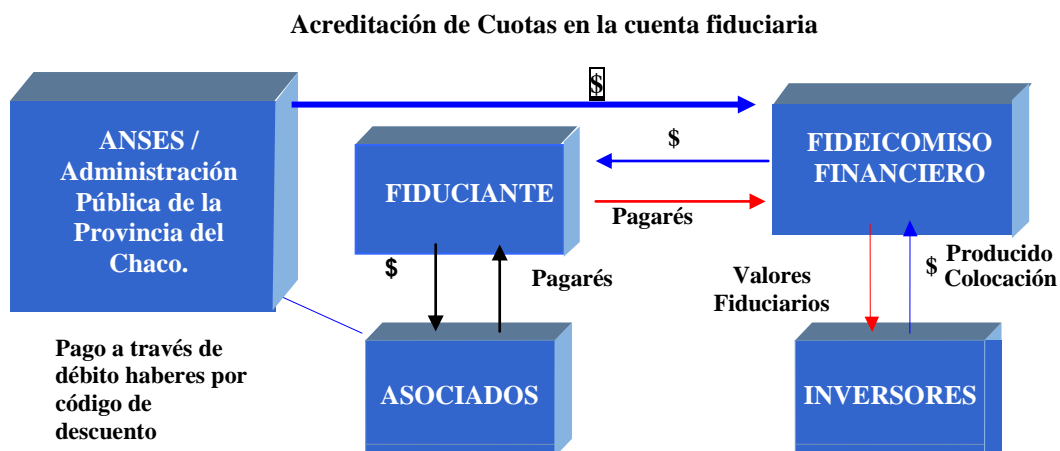 Acreditación de Cuotas en la cuenta fiduciaria
$
ANSES /
Administración
Pública de la
Provincia del
Chaco.
FIDUCIANTE
$
Pagarés
FIDEICOMISO
FINANCIERO
$
Pagarés
Valores
Fiduciarios
$ Producido
Colocación
Pago a través de
débito haberes por
código de
descuento
ASOCIADOS
INVERSORES